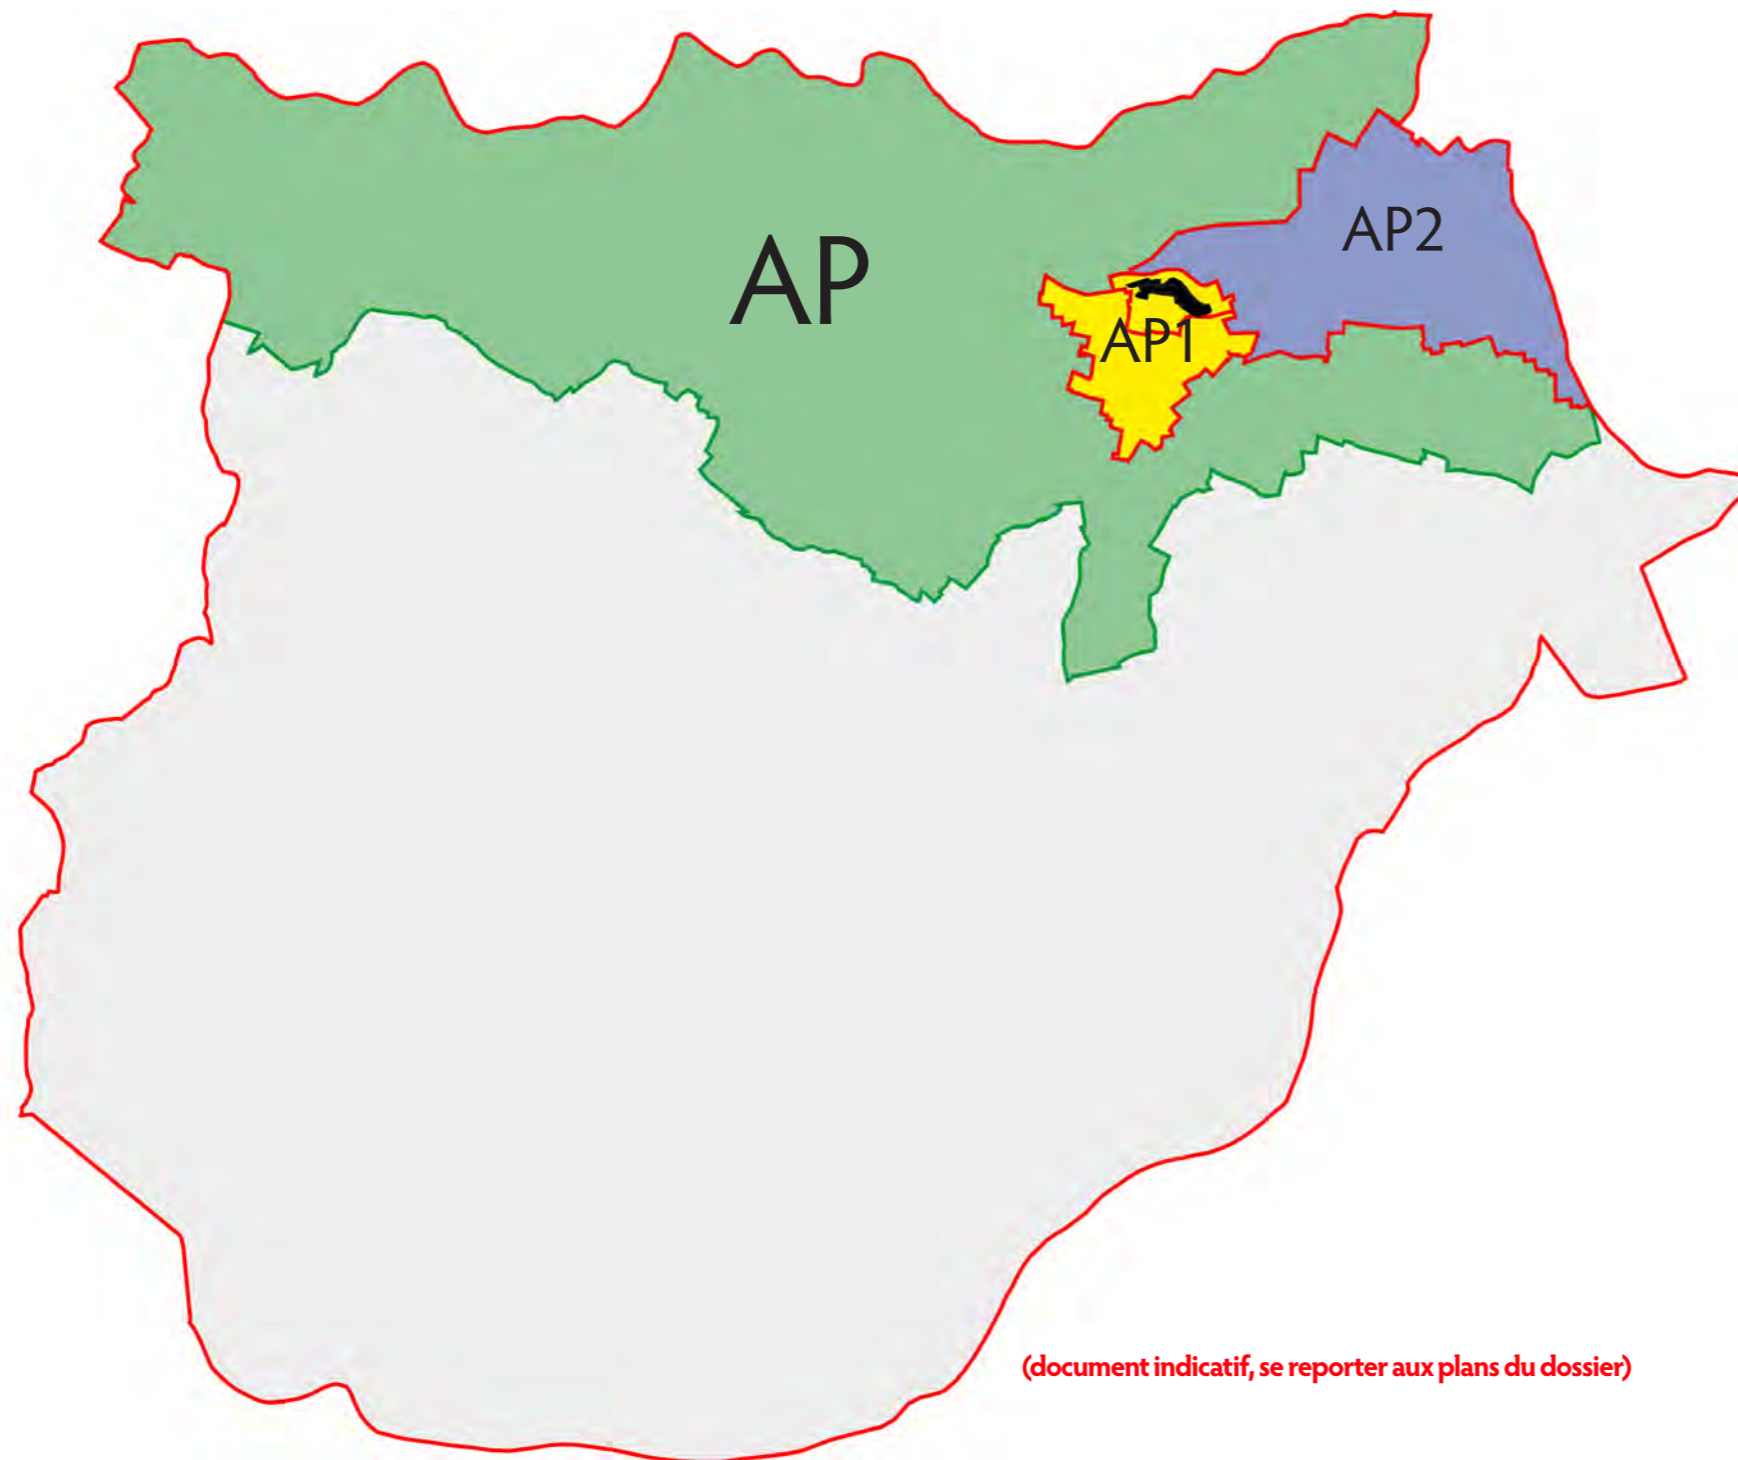 AP2
AP
AP1
(document indicatif, se reporter aux plans du dossier)